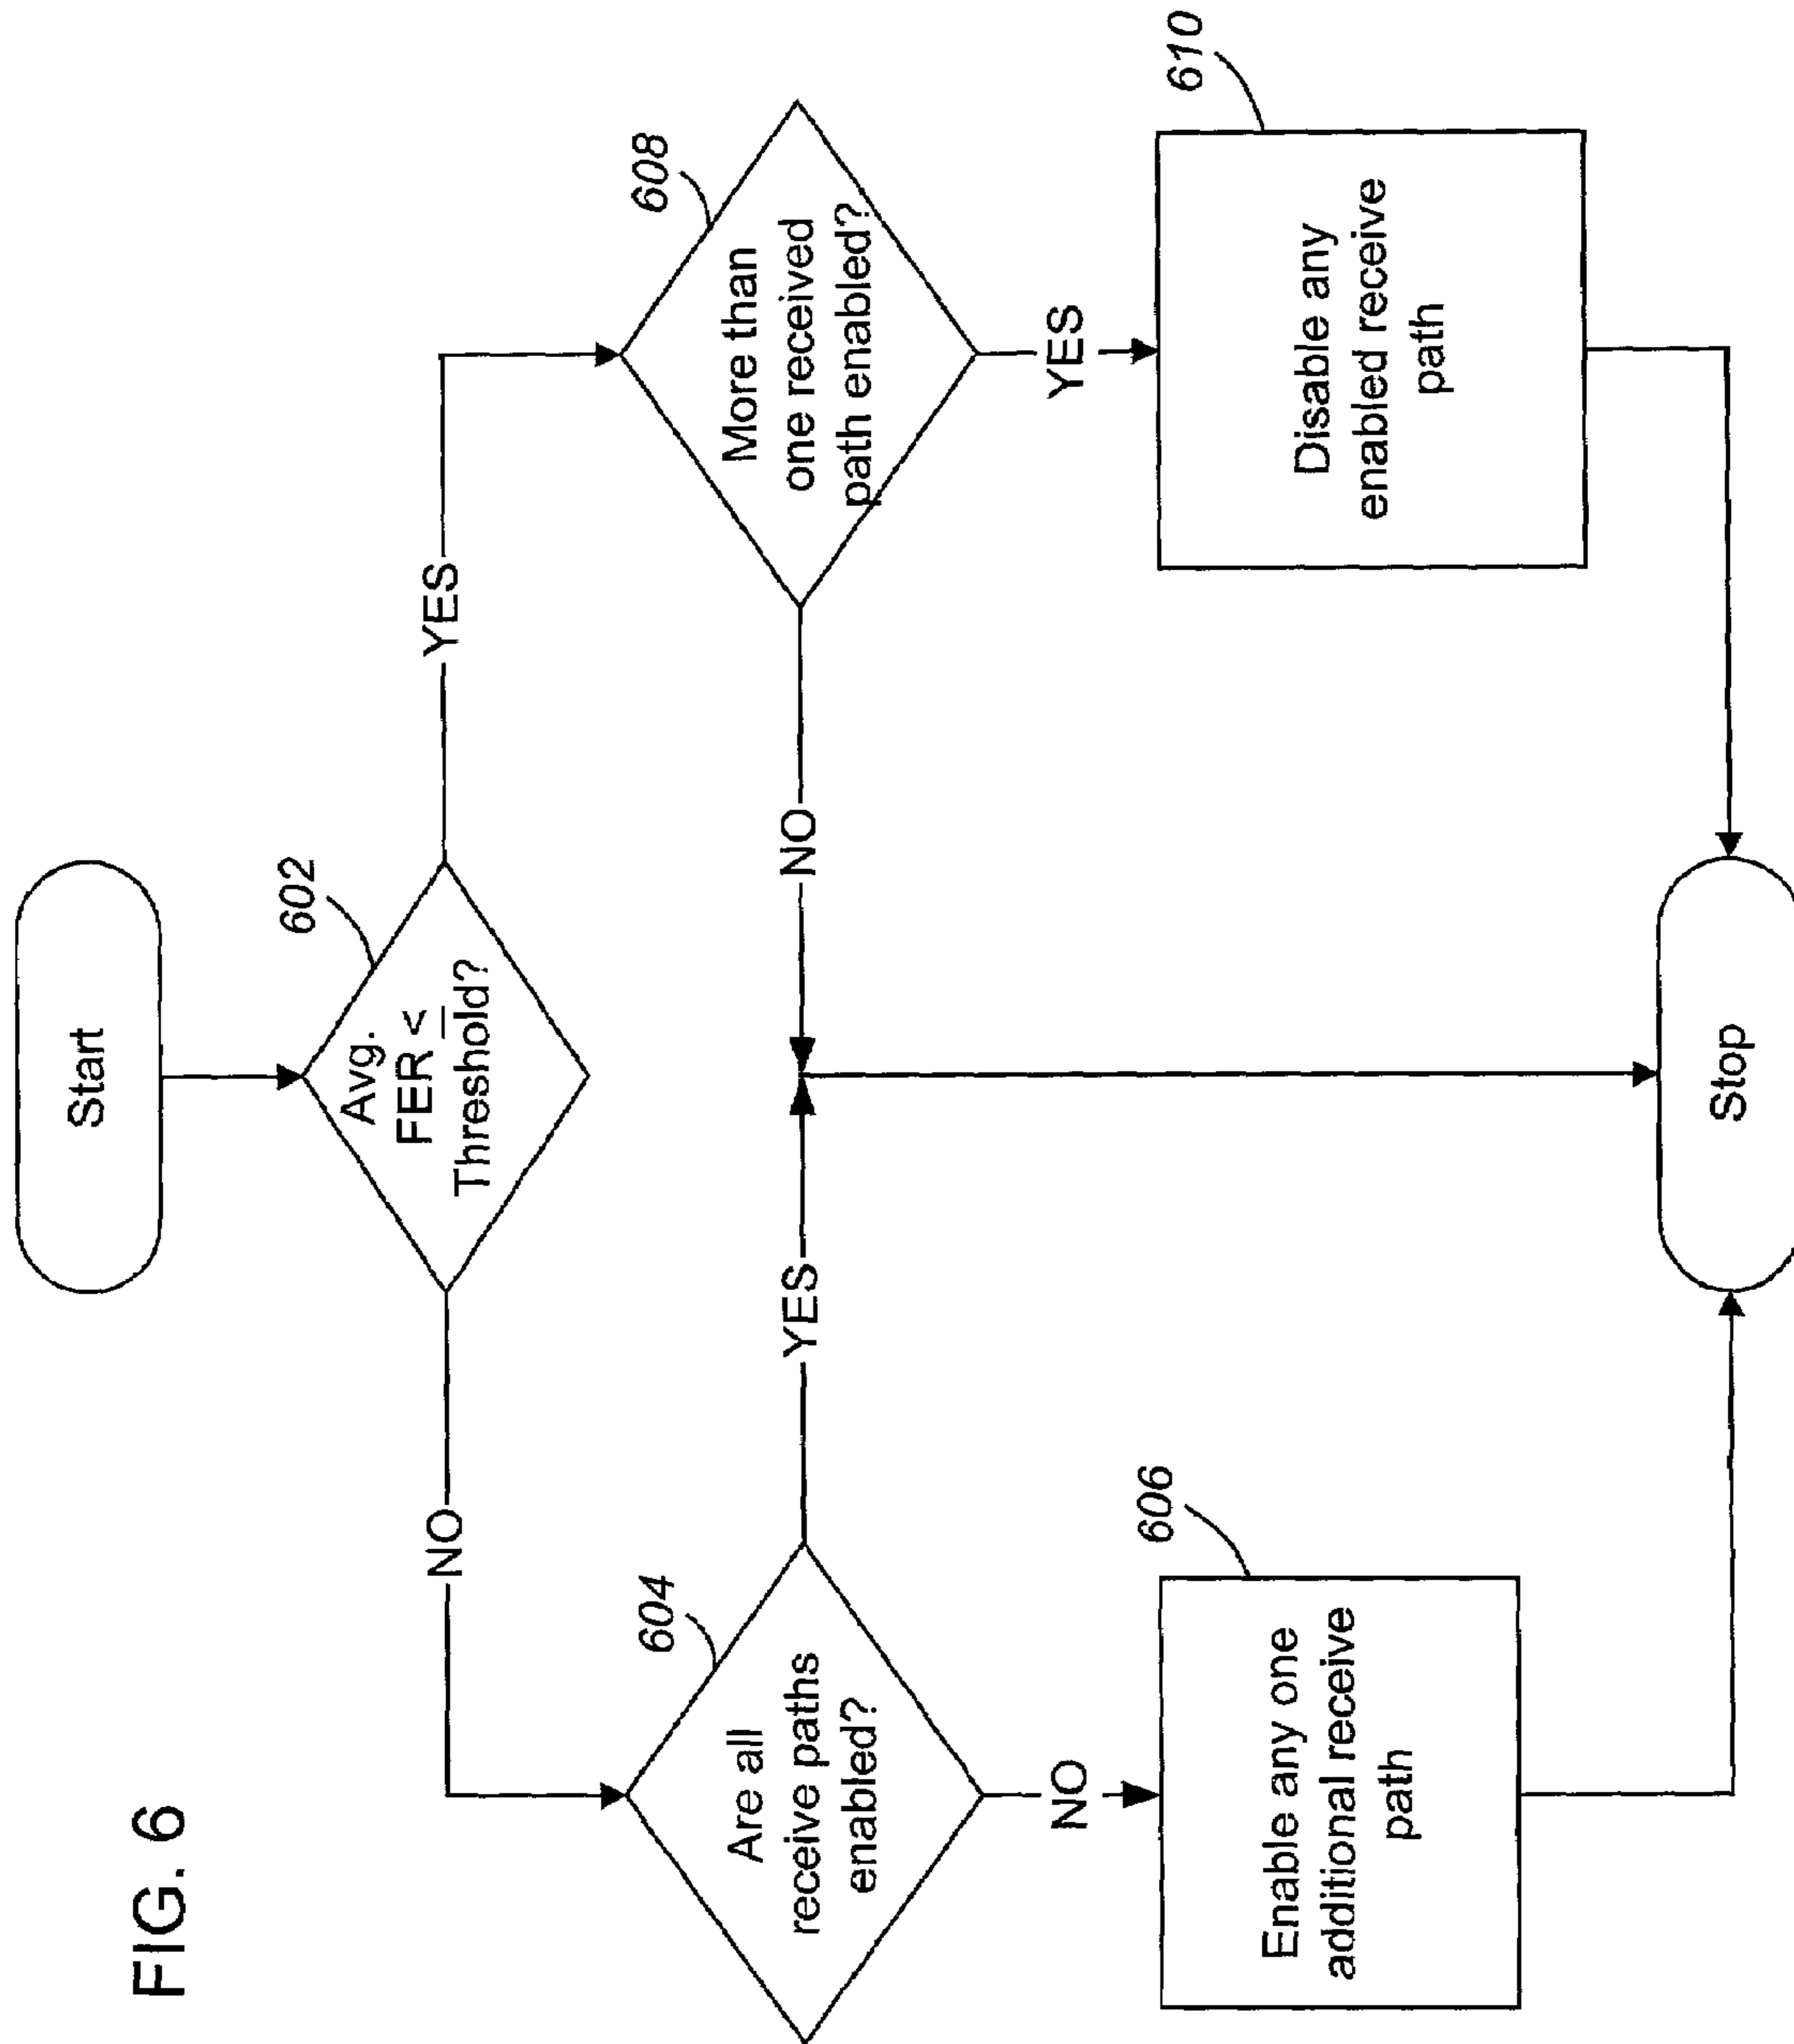 FIG. 6
Start
602
Avg.
FER ≤
Threshold?
NO
YES
604
Are all
receive paths
enabled?
YES
NO
608
More than
one received
path enabled?
NO
YES
606
Enable any one
additional receive
path
610
Disable any
enabled receive
path
Stop